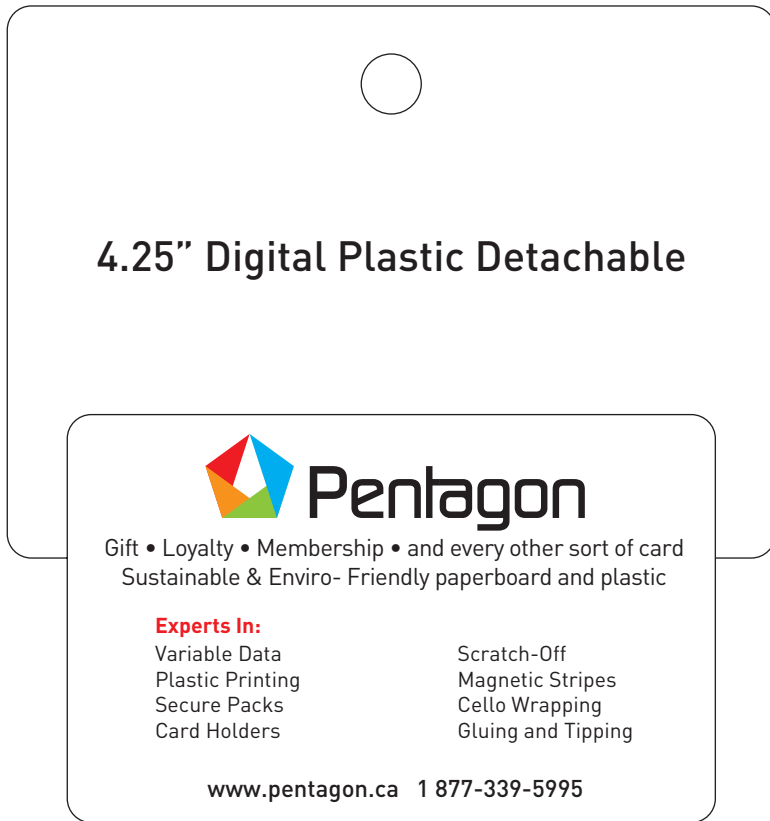 4.25” Digital Plastic Detachable
Pentagon
Gift • Loyalty • Membership • and every other sort of card
Sustainable & Enviro- Friendly paperboard and plastic
Experts In:
Variable Data
Plastic Printing
Secure Packs
Card Holders
Scratch-Off
Magnetic Stripes
Cello Wrapping
Gluing and Tipping
www.pentagon.ca 1 877-339-5995